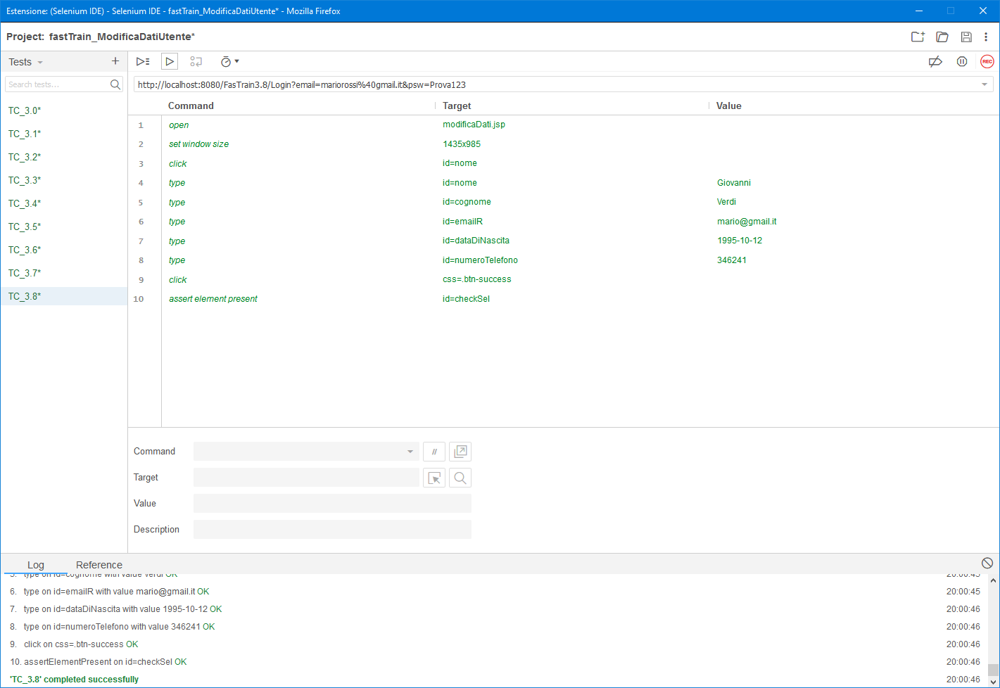 Estensione: (Selenium IDE) - Selenium IDE - fastTrain_ModificaDatiUtente* - Mozilla Firefox
Project: fastTrain_ModificaDatiUtente*
Tests
Search tests...
REC
http://localhost:8080/FasTrain3.8/Login?email=mariorossi%40gmail.it&psw=Prova123
TC_3.0*
TC_3.1*
TC_3.2*
TC_3.3*
TC_3.4*
TC_3.5*
TC_3.6*
TC_3.7*
TC_3.8*
Command Target Value
1 open modificaDati.jsp
2 set window size 1435x985
3 click id=nome
4 type id=nome Giovanni
5 type id=cognome Verdi
6 type id=emailR mario@gmail.it
7 type id=dataDiNascita 1995-10-12
8 type id=numeroTelefono 346241
9 click css=.btn-success
10 assert element present id=checkSel
Command //
Target
Value
Description
Log Reference
5. type on id=cognome with value Verdi OK 20:00:45
6. type on id=emailR with value mario@gmail.it OK 20:00:45
7. type on id=dataDiNascita with value 1995-10-12 OK 20:00:46
8. type on id=numeroTelefono with value 346241 OK 20:00:46
9. click on css=.btn-success OK 20:00:46
10. assertElementPresent on id=checkSel OK 20:00:46
'TC_3.8' completed successfully 20:00:46